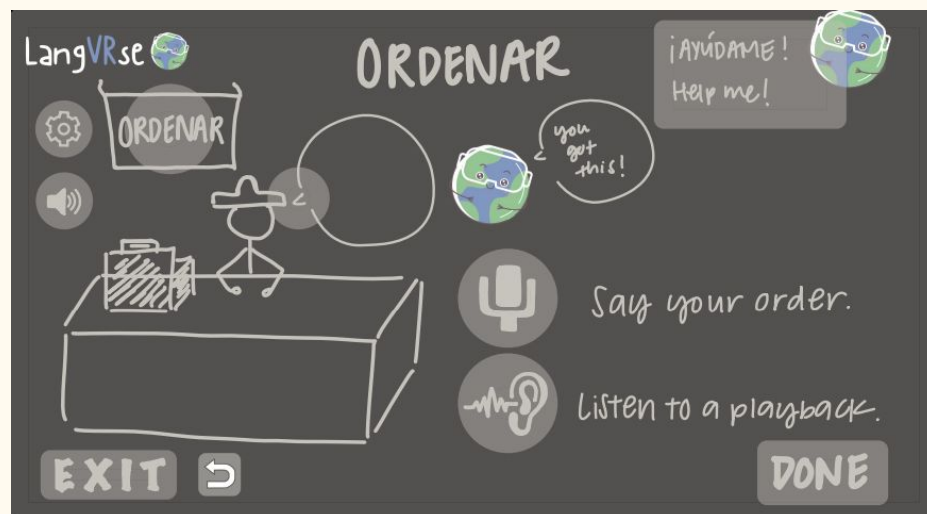 LangVRse
ORDENAR
¡AYÚDAME!
Help me!
ORDENAR
you
got
this!
Say your order.
Listen to a playback.
EXIT
DONE